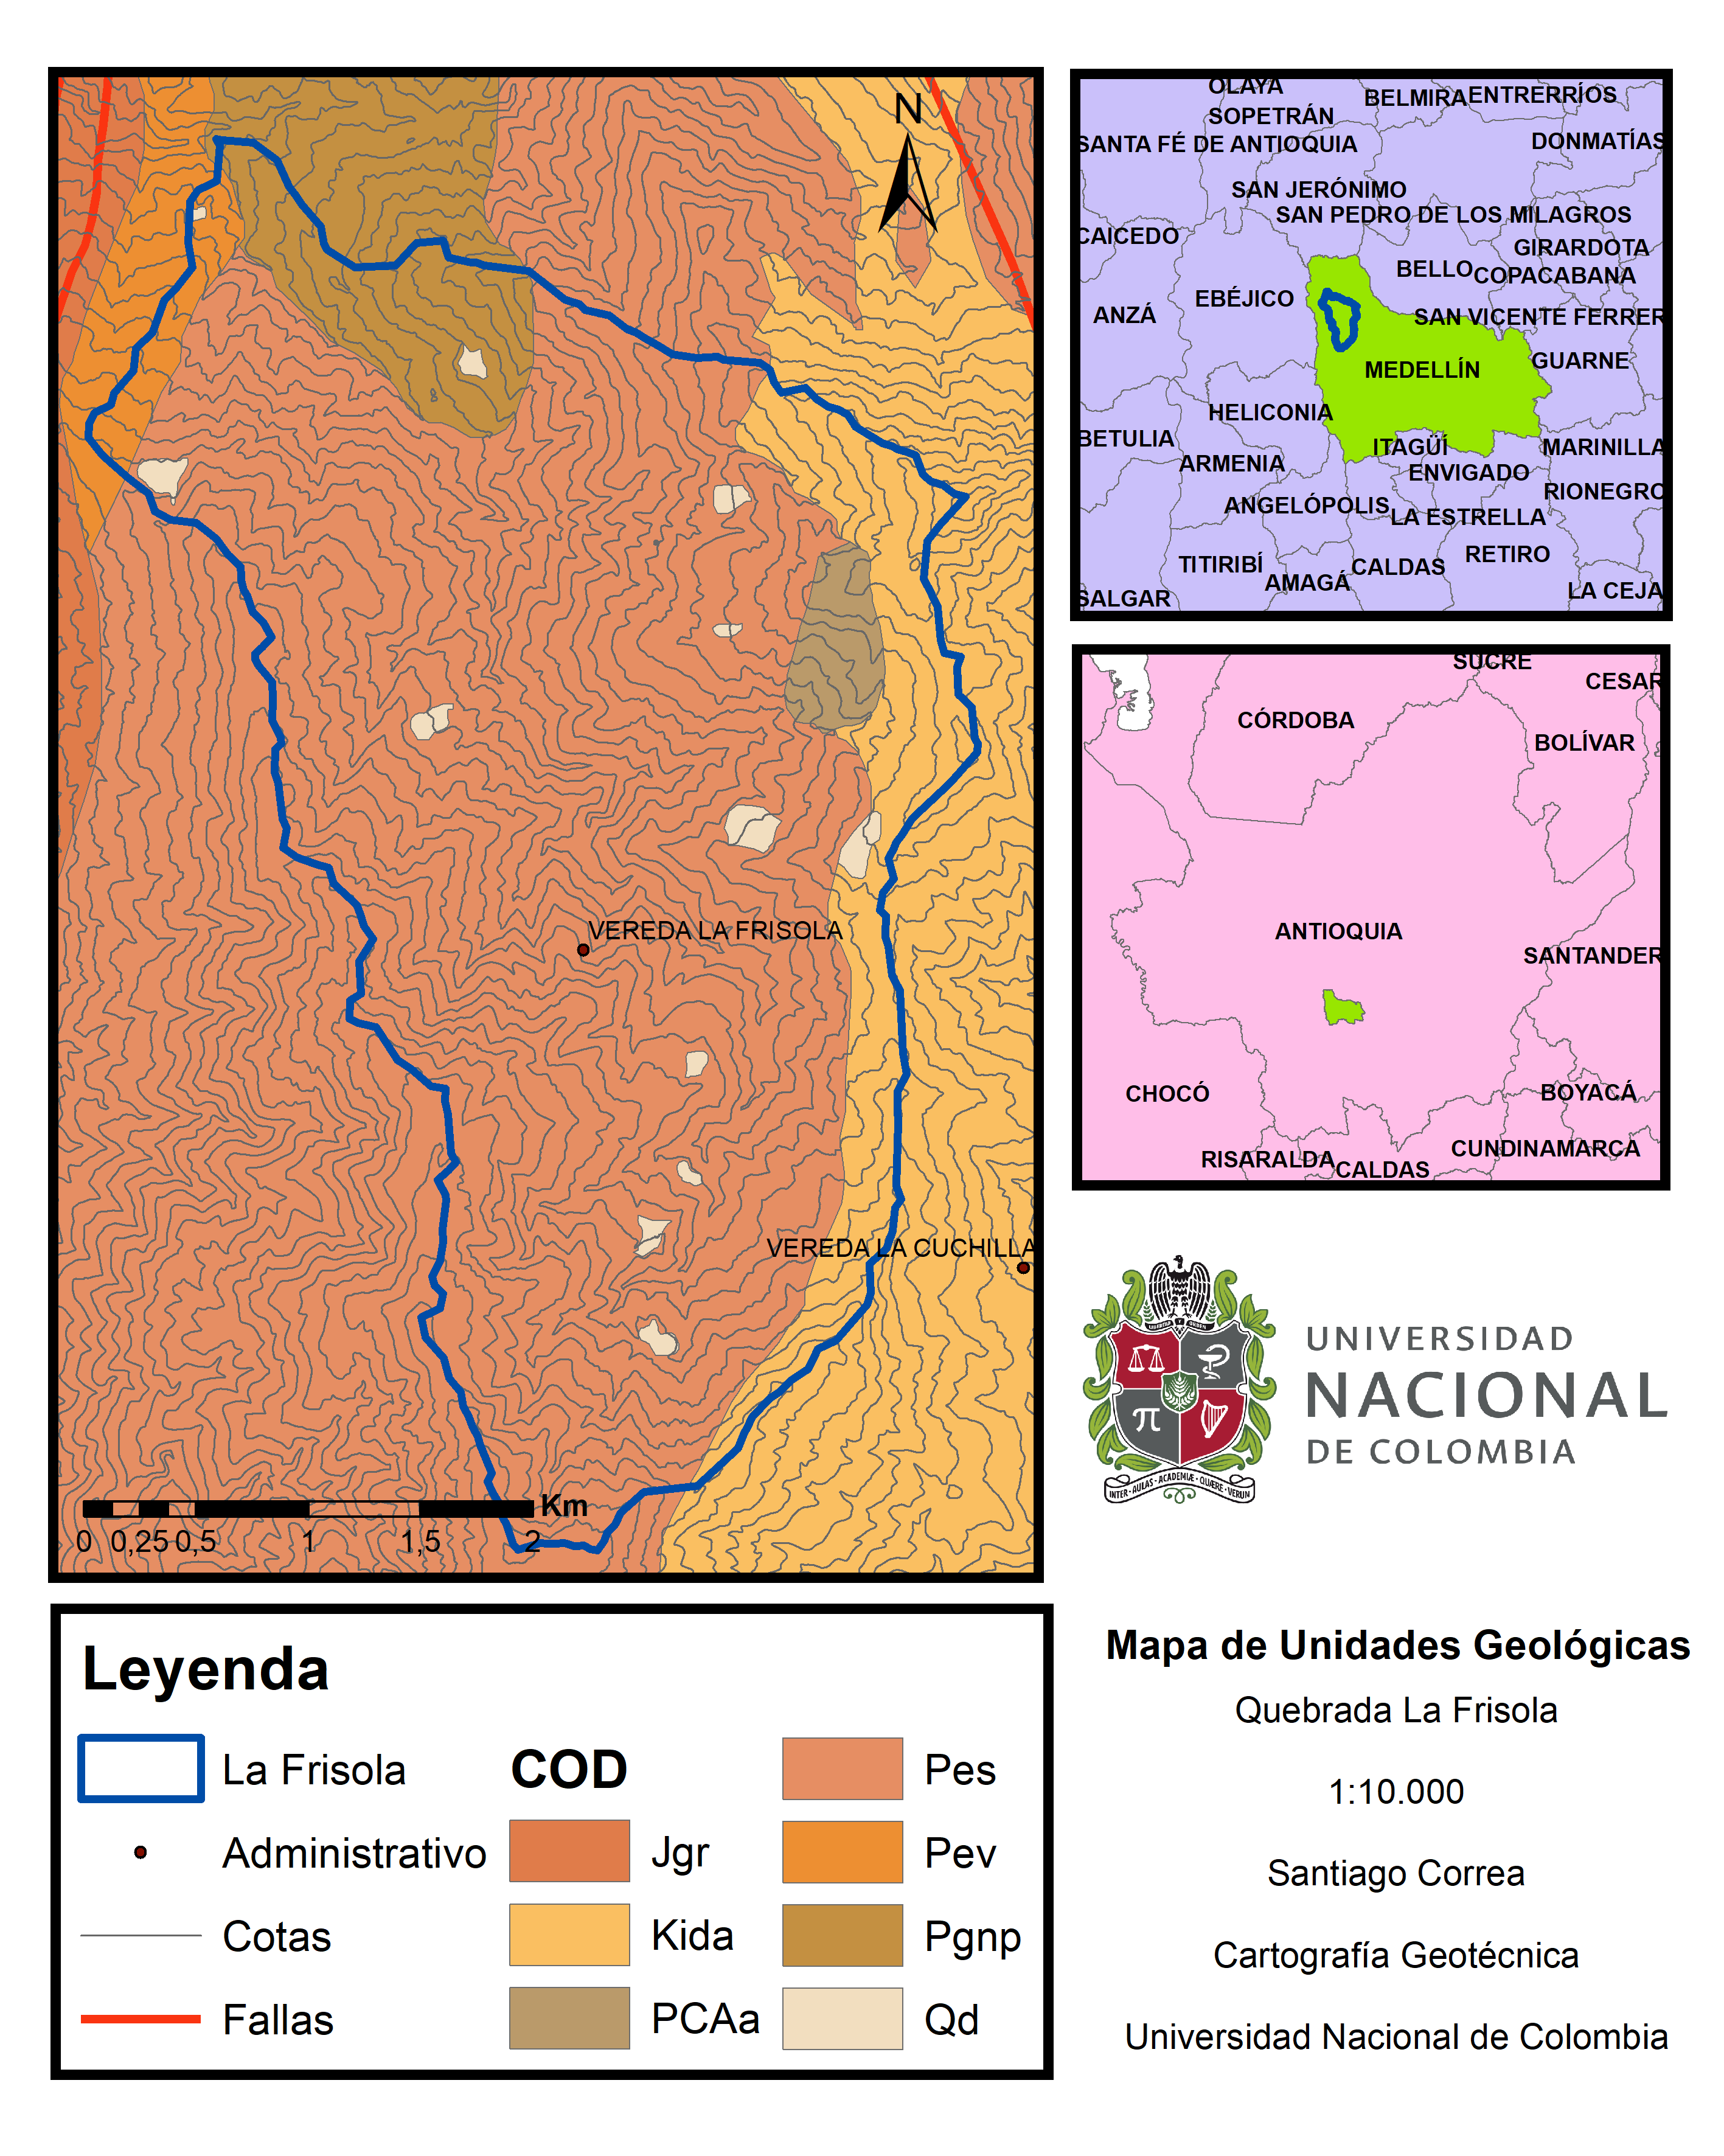 N
VEREDA LA FRISOLA
VEREDA LA CUCHILLA
Km
0 0,25 0,5 1 1,5 2
OLAYA
BELMIRA
ENTRERRÍOS
SOPETRÁN
SANTA FÉ DE ANTIOQUIA
DONMATÍAS
SAN JERÓNIMO
SAN PEDRO DE LOS MILAGROS
CAICEDO
GIRARDOTA
BELLO
COPACABANA
EBÉJICO
ANZÁ
SAN VICENTE FERRER
GUARNE
MEDELLÍN
HELICONIA
BETULIA
ITAGÜÍ
MARINILLA
ARMENIA
ENVIGADO
RIONEGRO
ANGELÓPOLIS
LA ESTRELLA
RETIRO
TITIRIBÍ
CALDAS
AMAGÁ
SALGAR
LA CEJA
SUCRE
CESAR
CÓRDOBA
BOLÍVAR
ANTIOQUIA
SANTANDER
CHOCÓ
BOYACÁ
CUNDINAMARCA
RISARALDA
CALDAS
INTER · AULAS · ACADEMIÆ · QUÆRE · VERUM
UNIVERSIDAD
NACIONAL
DE COLOMBIA
Leyenda
La Frisola
Administrativo
Cotas
Fallas
COD
Jgr
Kida
PCAa
Pes
Pev
Pgnp
Qd
Mapa de Unidades Geológicas
Quebrada La Frisola
1:10.000
Santiago Correa
Cartografía Geotécnica
Universidad Nacional de Colombia